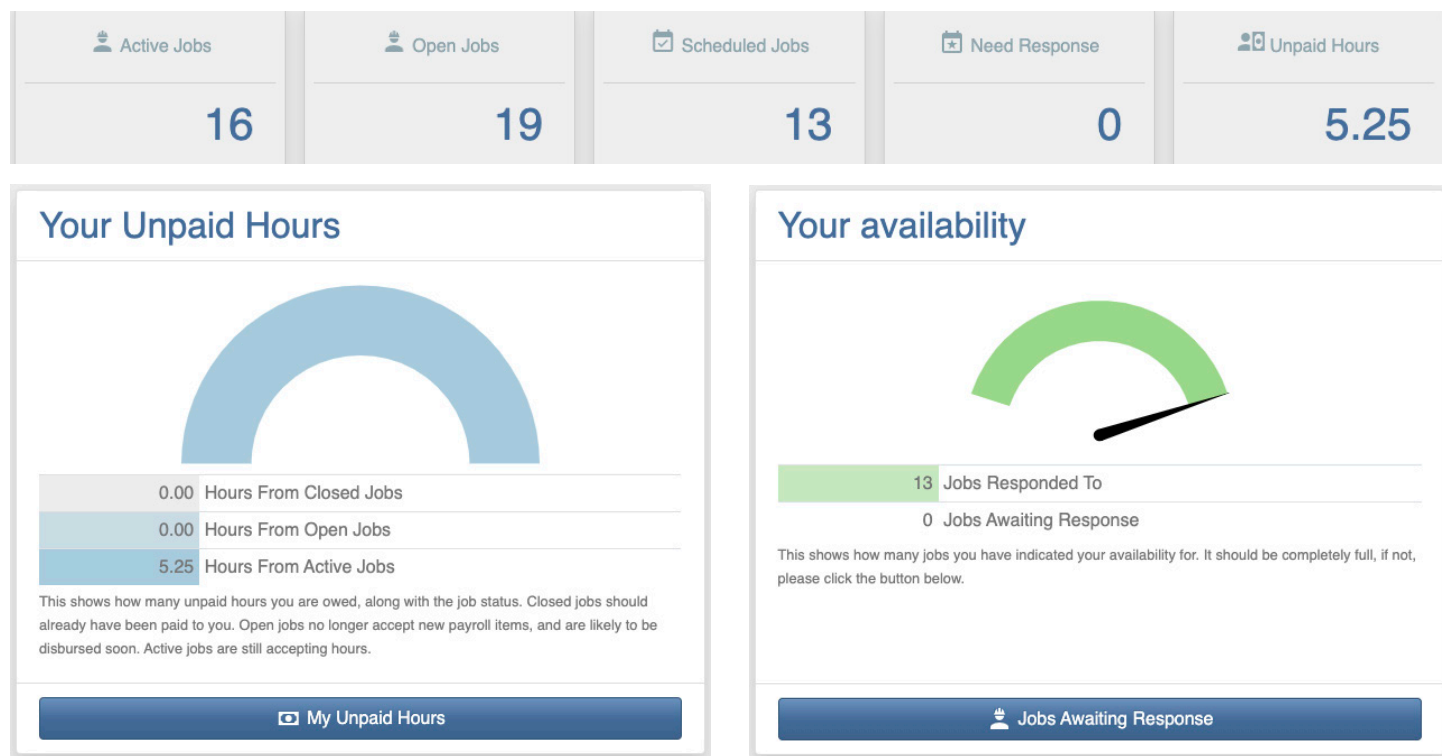 Active Jobs
Open Jobs
Scheduled Jobs
Need Response
Unpaid Hours
16
19
13
0
5.25
Your Unpaid Hours
0.00 Hours From Closed Jobs
0.00 Hours From Open Jobs
5.25 Hours From Active Jobs
This shows how many unpaid hours you are owed, along with the job status. Closed jobs should
already have been paid to you. Open jobs no longer accept new payroll items, and are likely to be
disbursed soon. Active jobs are still accepting hours.
My Unpaid Hours
Your availability
13 Jobs Responded To
0 Jobs Awaiting Response
This shows how many jobs you have indicated your availability for. It should be completely full, if not,
please click the button below.
Jobs Awaiting Response